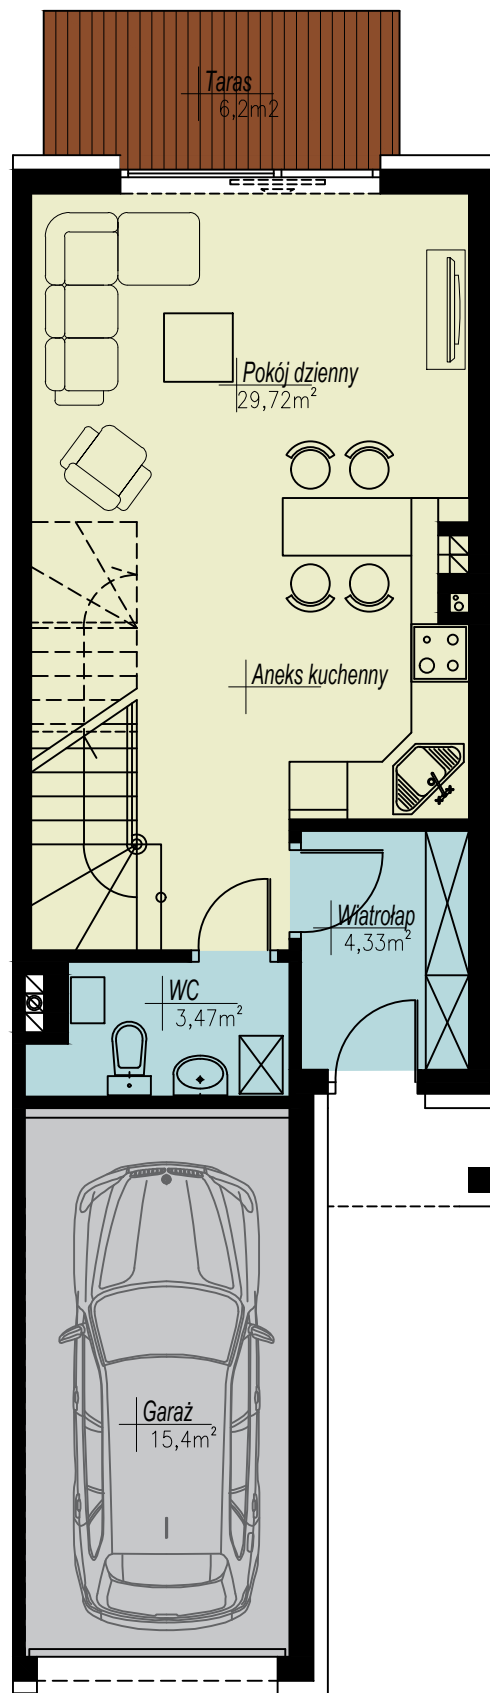 Taras
6,2m2
Pokój dzienny
29,72m²
Aneks kuchenny
Wiatrołap
4,33m²
WC
3,47m²
Garaż
15,4m²